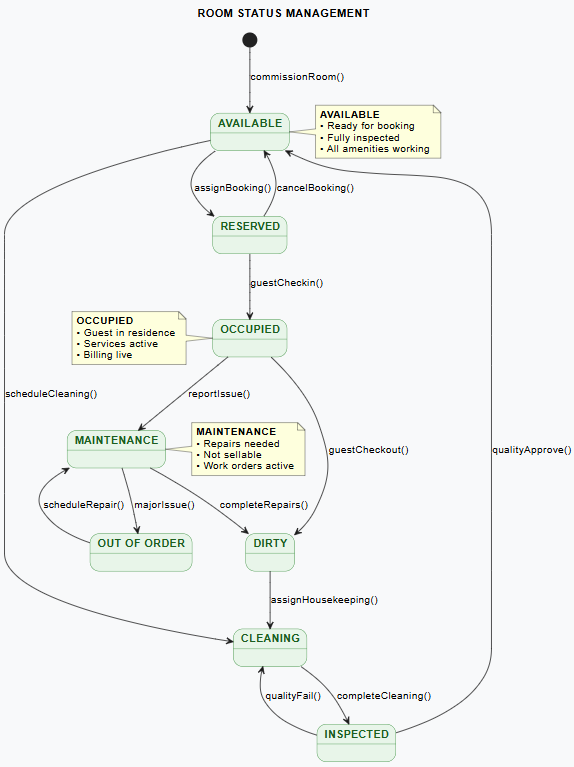 ROOM STATUS MANAGEMENT
commissionRoom()
AVAILABLE
AVAILABLE
• Ready for booking
• Fully inspected
• All amenities working
assignBooking()
cancelBooking()
RESERVED
guestCheckin()
OCCUPIED
• Guest in residence
• Services active
• Billing live
OCCUPIED
scheduleCleaning()
reportIssue()
MAINTENANCE
MAINTENANCE
• Repairs needed
• Not sellable
• Work orders active
guestCheckout()
qualityApprove()
scheduleRepair()
majorIssue()
completeRepairs()
OUT OF ORDER
DIRTY
assignHousekeeping()
CLEANING
qualityFail()
completeCleaning()
INSPECTED